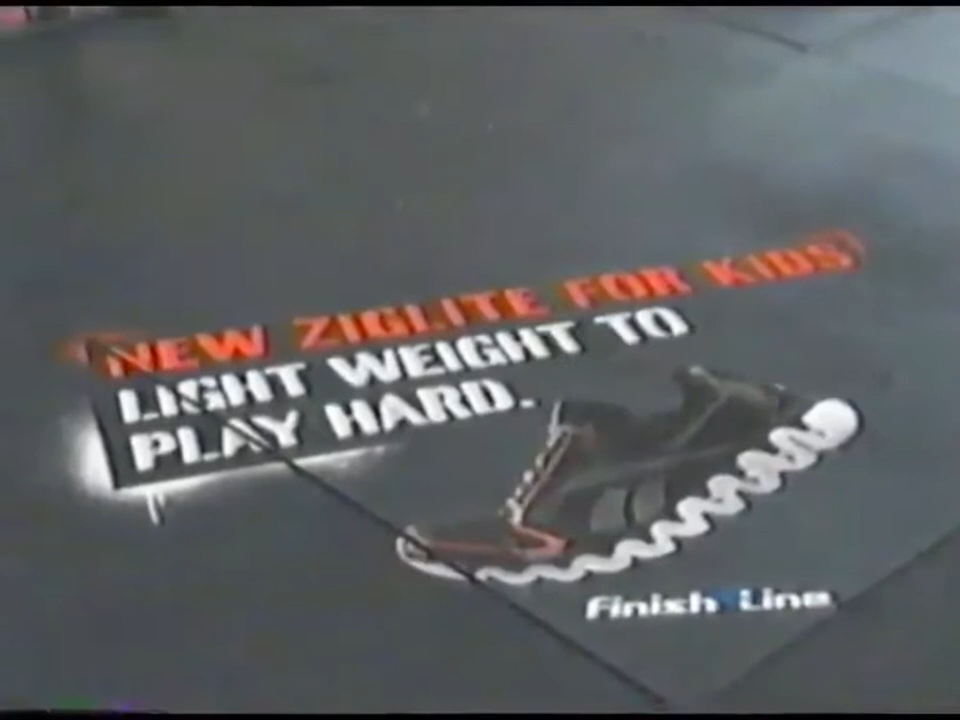 NEW ZIGLITE FOR KIDS
LIGHT WEIGHT TO
PLAY HARD.
Finish Line